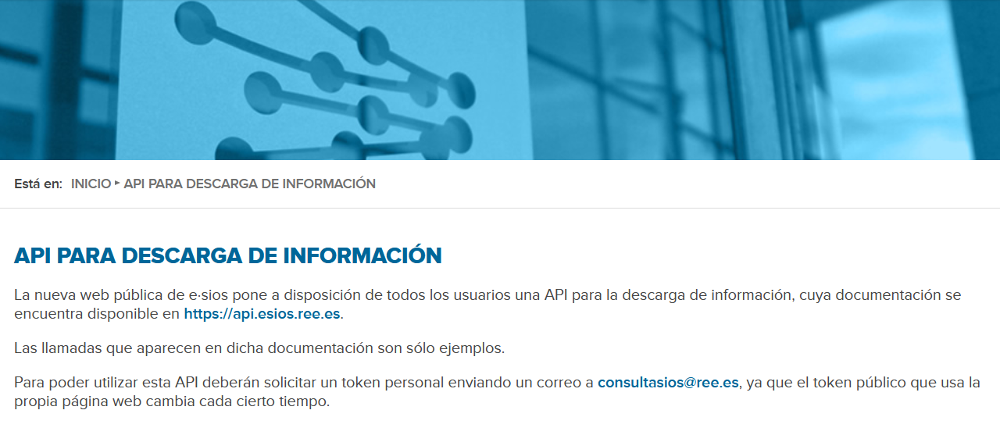 Está en: INICIO ▸ API PARA DESCARGA DE INFORMACIÓN
API PARA DESCARGA DE INFORMACIÓN
La nueva web pública de e·sios pone a disposición de todos los usuarios una API para la descarga de información, cuya documentación se
encuentra disponible en https://api.esios.ree.es.
Las llamadas que aparecen en dicha documentación son sólo ejemplos.
Para poder utilizar esta API deberán solicitar un token personal enviando un correo a consultasios@ree.es, ya que el token público que usa la
propia página web cambia cada cierto tiempo.